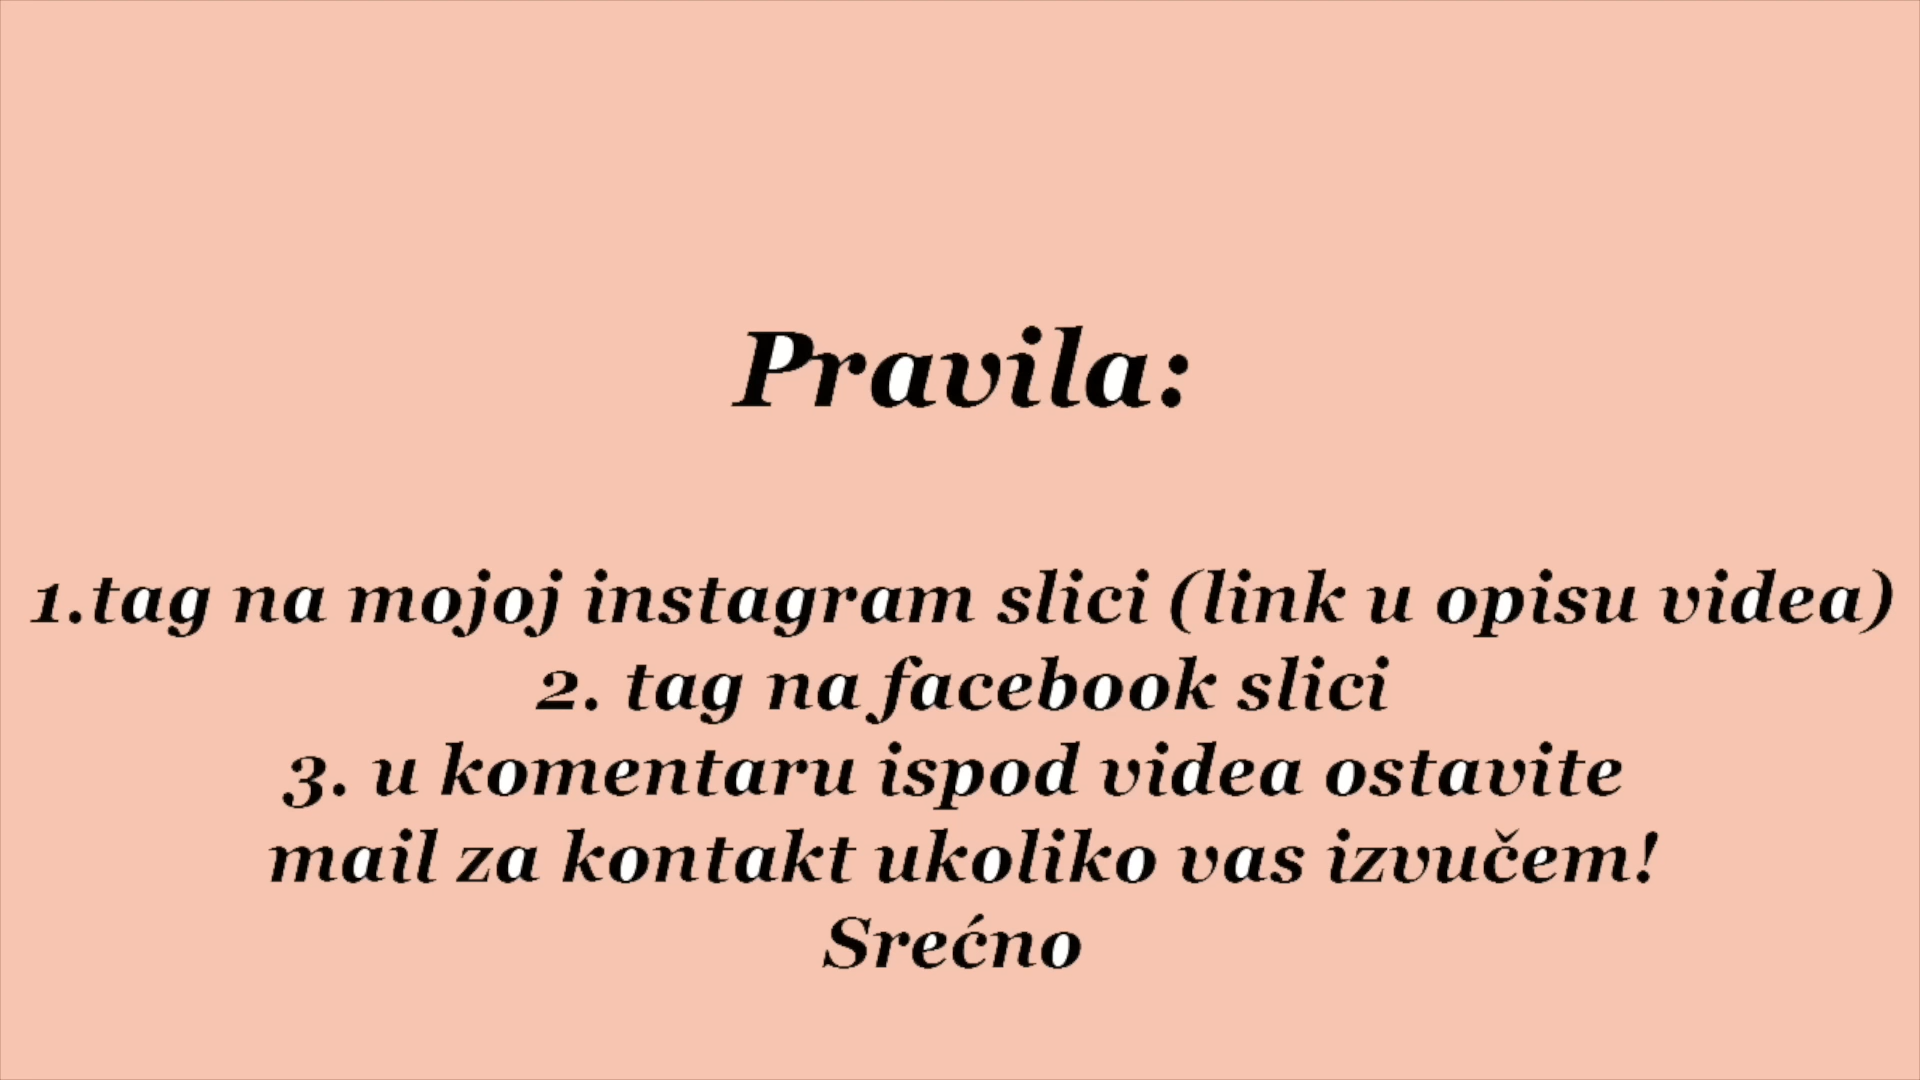 Pravila:
1.tag na mojoj instagram slici (link u opisu videa)
2. tag na facebook slici
3. u komentaru ispod videa ostavite
mail za kontakt ukoliko vas izvučem!
Srećno